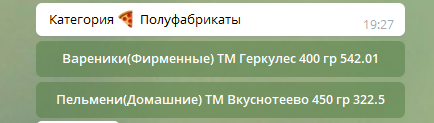 Категория 🍕 Полуфабрикаты
19:27
Вареники(Фирменные) ТМ Геркулес 400 гр 542.01
Пельмени(Домашние) ТМ Вкуснотеево 450 гр 322.5